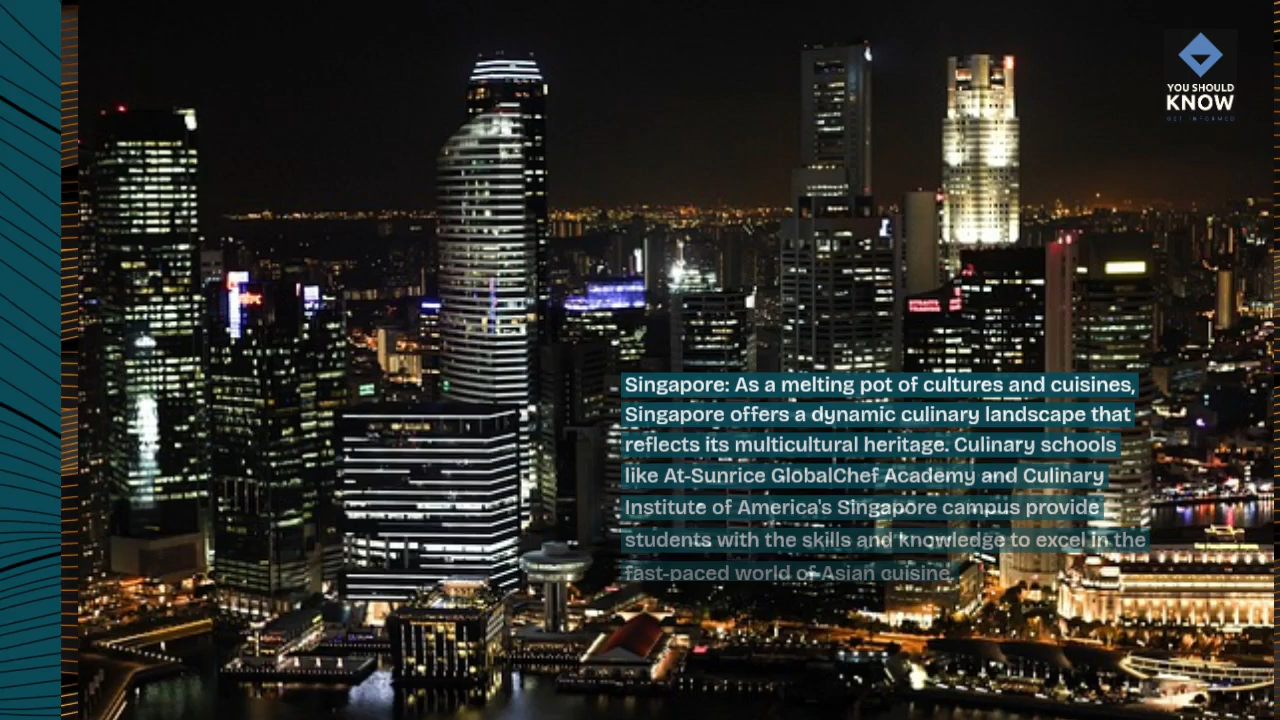 YOU SHOULD
KNOW
GET INFORMED
Singapore: As a melting pot of cultures and cuisines,
Singapore offers a dynamic culinary landscape that
reflects its multicultural heritage. Culinary schools
like At-Sunrice GlobalChef Academy and Culinary
Institute of America's Singapore campus provide
students with the skills and knowledge to excel in the
fast-paced world of Asian cuisine.